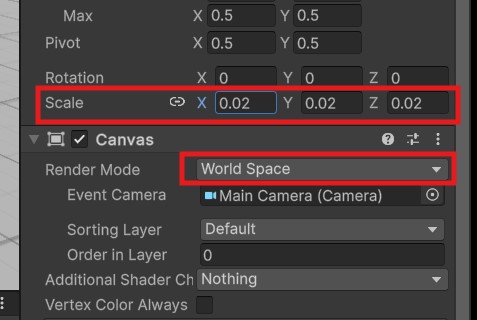 Max X 0.5 Y 0.5
Pivot X 0.5 Y 0.5
Rotation X 0 Y 0 Z 0
Scale X 0.02 Y 0.02 Z 0.02
Canvas
Render Mode World Space
Event Camera Main Camera (Camera)
Sorting Layer Default
Order in Layer 0
Additional Shader Ch Nothing
Vertex Color Always